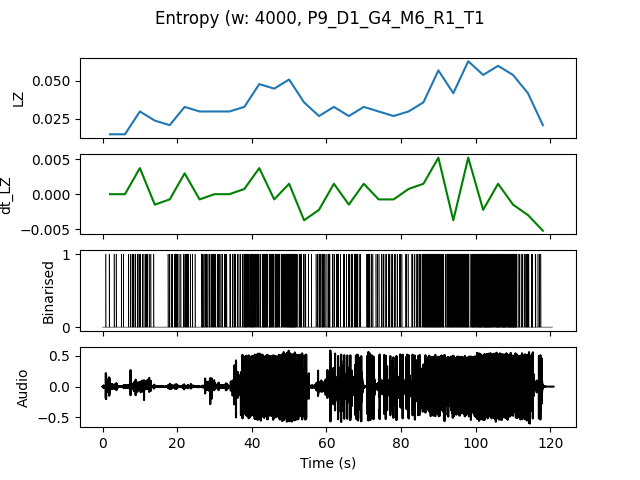 Entropy (w: 4000, P9_D1_G4_M6_R1_T1
LZ
0.050
0.025
dt_LZ
0.005
0.000
−0.005
Binarised
1
0
Audio
0.5
0.0
−0.5
0 20 40 60 80 100 120
Time (s)